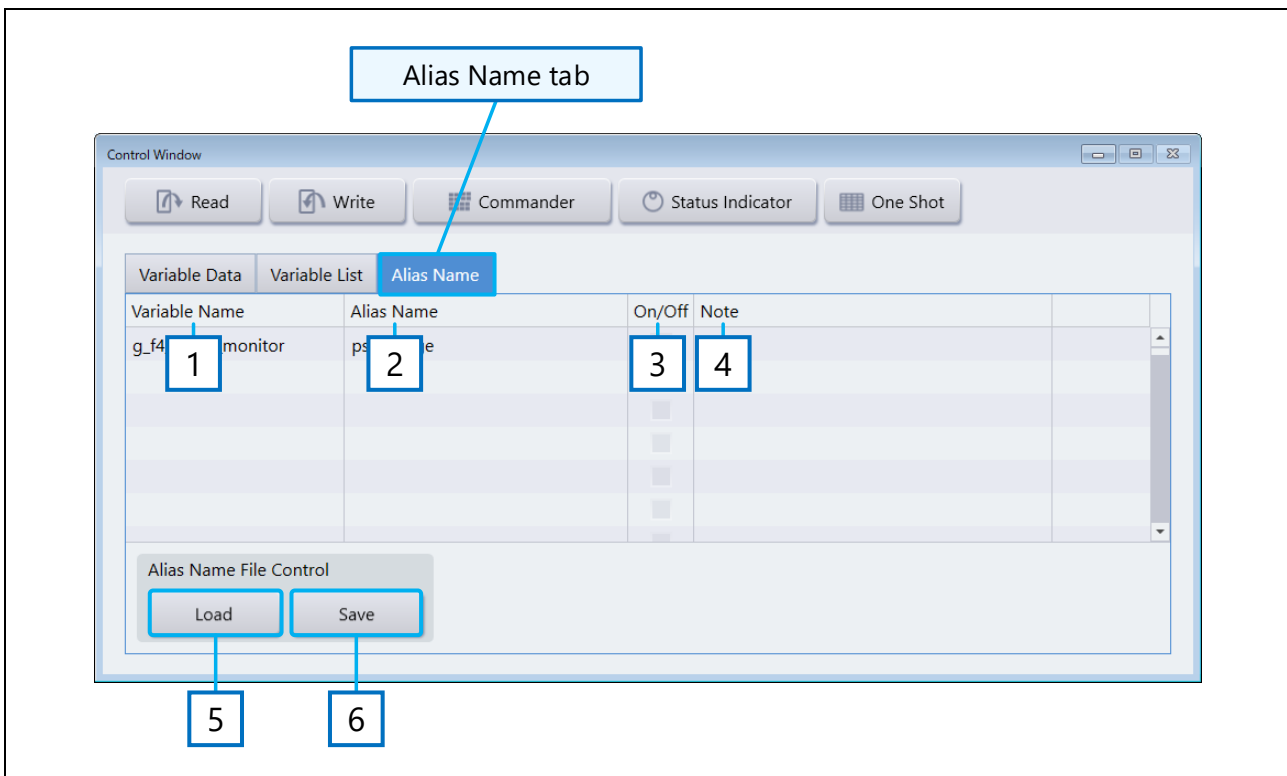 Alias Name tab
Control Window
Read Write Commander Status Indicator One Shot
Variable Data Variable List Alias Name
Variable Name Alias Name On/Off Note
1 2 3 4
Alias Name File Control
Load Save
5 6